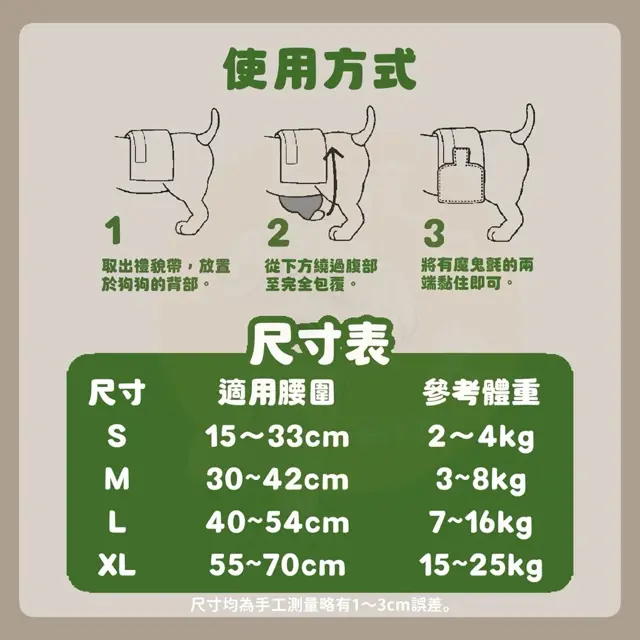 使用方式
1
取出禮貌帶，放置
於狗狗的背部。
2
從下方繞過腹部
至完全包覆。
3
將有魔鬼氈的兩
端黏住即可。
尺寸表
尺寸 適用腰圍 參考體重
S 15～33cm 2～4kg
M 30~42cm 3~8kg
L 40~54cm 7~16kg
XL 55~70cm 15~25kg
尺寸均為手工測量略有1～3cm誤差。